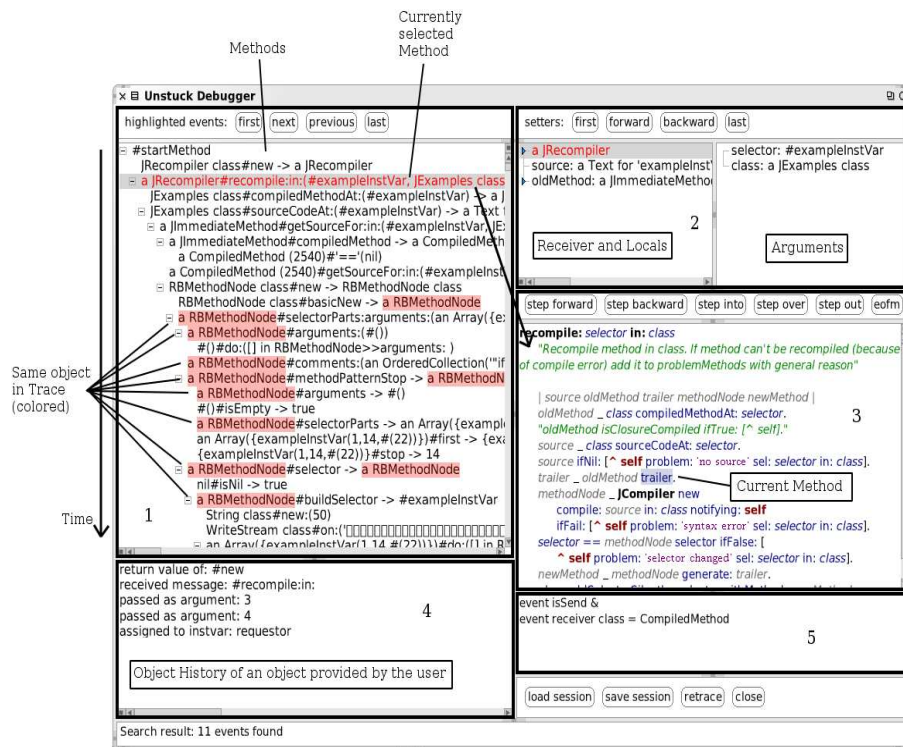 Currently
selected
Method
Methods
Unstuck Debugger
highlighted events: first next previous last
#startMethod
JRecompiler class#new -> a JRecompiler
a JRecompiler#recompile:in:(#exampleInstVar, JExamples class
JExamples class#compiledMethodAt:(#exampleInstVar) -> a J
JExamples class#sourceCodeAt:(#exampleInstVar) -> a Text f
a JImmediateMethod#getSourceFor:in:(#exampleInstVar, JEx
a JImmediateMethod#compiledMethod -> a CompiledMeth
a CompiledMethod (2540)#'=='(nil)
a CompiledMethod (2540)#getSourceFor:in:(#exampleInst
RBMethodNode class#new -> RBMethodNode class
RBMethodNode class#basicNew -> a RBMethodNode
a RBMethodNode#selectorParts:arguments:(an Array({ex
a RBMethodNode#arguments:(#())
#()#do:([] in RBMethodNode>>arguments: )
a RBMethodNode#comments:(an OrderedCollection('"if
a RBMethodNode#methodPatternStop -> a RBMethodN
a RBMethodNode#arguments -> #()
#()#isEmpty -> true
a RBMethodNode#selectorParts -> an Array({example
an Array({exampleInstVar(1,14,#(22))})#first -> {exa
{exampleInstVar(1,14,#(22))}#stop -> 14
a RBMethodNode#selector -> a RBMethodNode
nil#isNil -> true
a RBMethodNode#buildSelector -> #exampleInstVar
String class#new:(50)
WriteStream class#on:('
an Array({exampleInstVar(1,14,#(22))})#do:([] in R
1
Same object
in Trace
(colored)
Time
setters: first forward backward last
a JRecompiler
source: a Text for 'exampleInst'
oldMethod: a JImmediateMetho
selector: #exampleInstVar
class: a JExamples class
2
Receiver and Locals
Arguments
step forward step backward step into step over step out eofm
recompile: selector in: class
"Recompile method in class. If method can't be recompiled (because
of compile error) add it to problemMethods with general reason"
| source oldMethod trailer methodNode newMethod |
oldMethod _ class compiledMethodAt: selector.
"oldMethod isClosureCompiled ifTrue: [^ self]."
source _ class sourceCodeAt: selector.
source ifNil: [^ self problem: 'no source' sel: selector in: class].
trailer _ oldMethod trailer.
methodNode _ JCompiler new
compile: source in: class notifying: self
ifFail: [^ self problem: 'syntax error' sel: selector in: class].
selector == methodNode selector ifFalse: [
^ self problem: 'selector changed' sel: selector in: class].
newMethod _ methodNode generate: trailer.
3
Current Method
return value of: #new
received message: #recompile:in:
passed as argument: 3
passed as argument: 4
assigned to instvar: requestor
4
Object History of an object provided by the user
event isSend &
event receiver class = CompiledMethod
5
load session save session retrace close
Search result: 11 events found